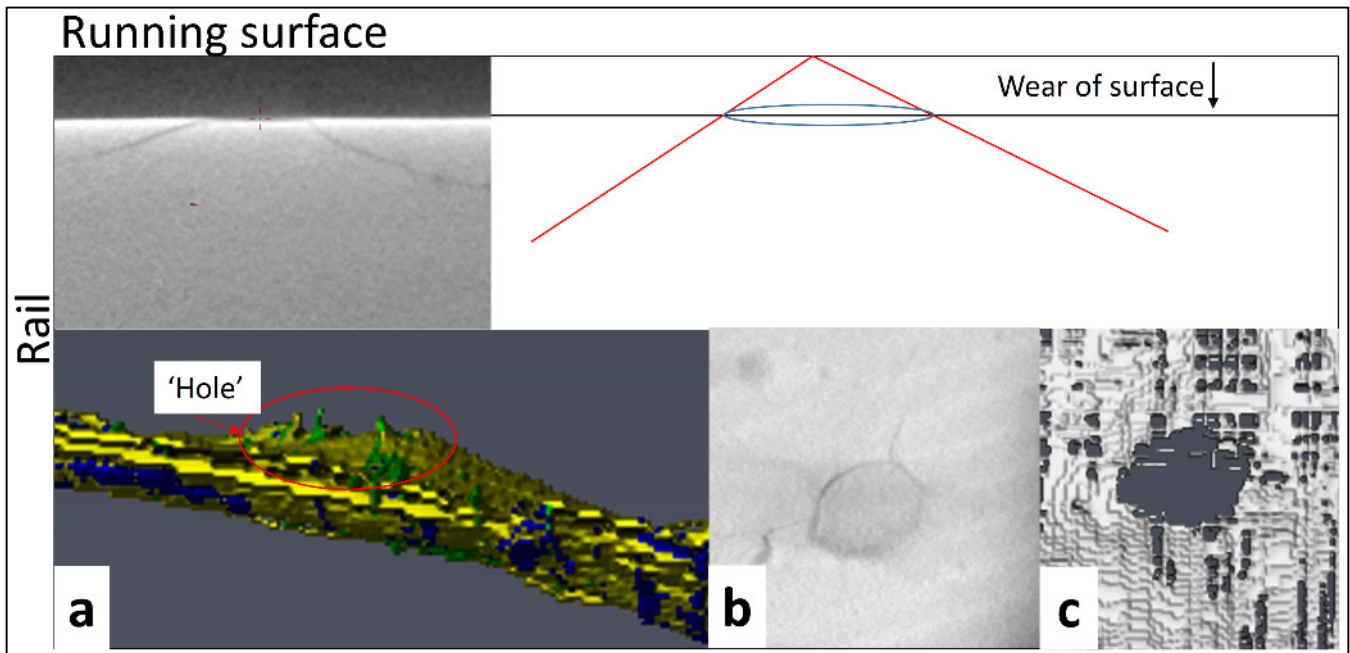 Running surface
Wear of surface
Rail
'Hole'
a
b
c